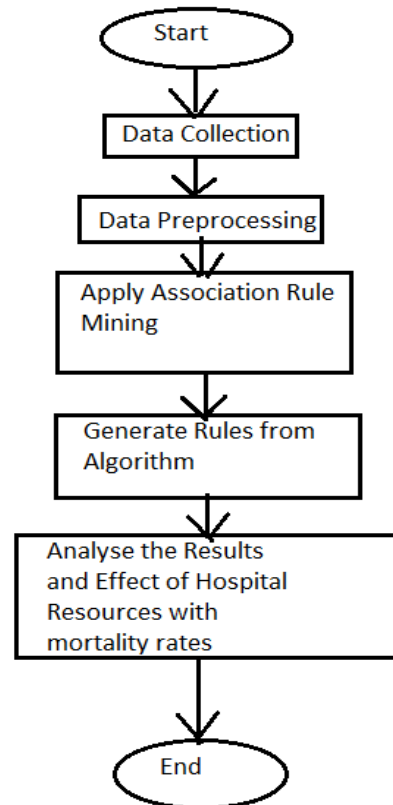 Start
Data Collection
Data Preprocessing
Apply Association Rule
Mining
Generate Rules from
Algorithm
Analyse the Results
and Effect of Hospital
Resources with
mortality rates
End